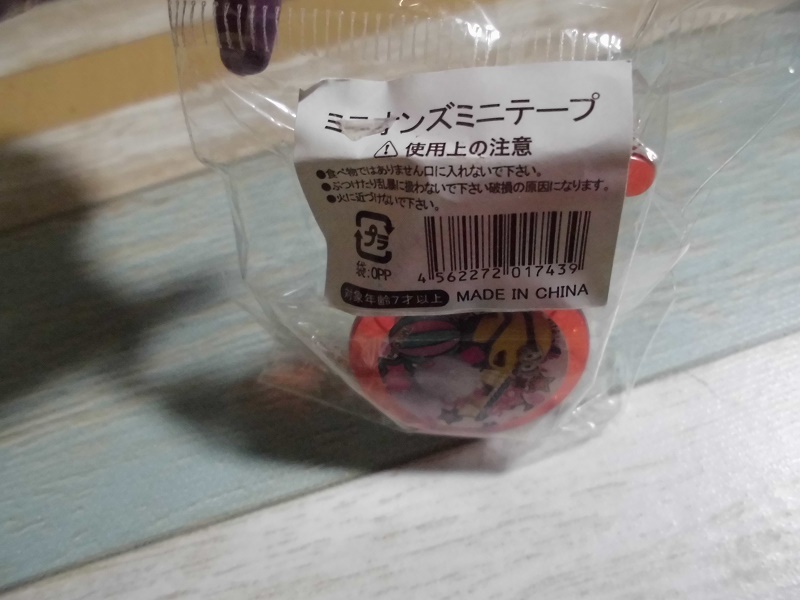 ミニオンズミニテープ
⚠使用上の注意
●食べ物ではありません口に入れないで下さい。
●ぶつけたり乱暴に扱わないで下さい破損の原因になります。
●火に近づけないで下さい。
プラ
袋:OPP
4 562272 017439
対象年齢7才以上 MADE IN CHINA